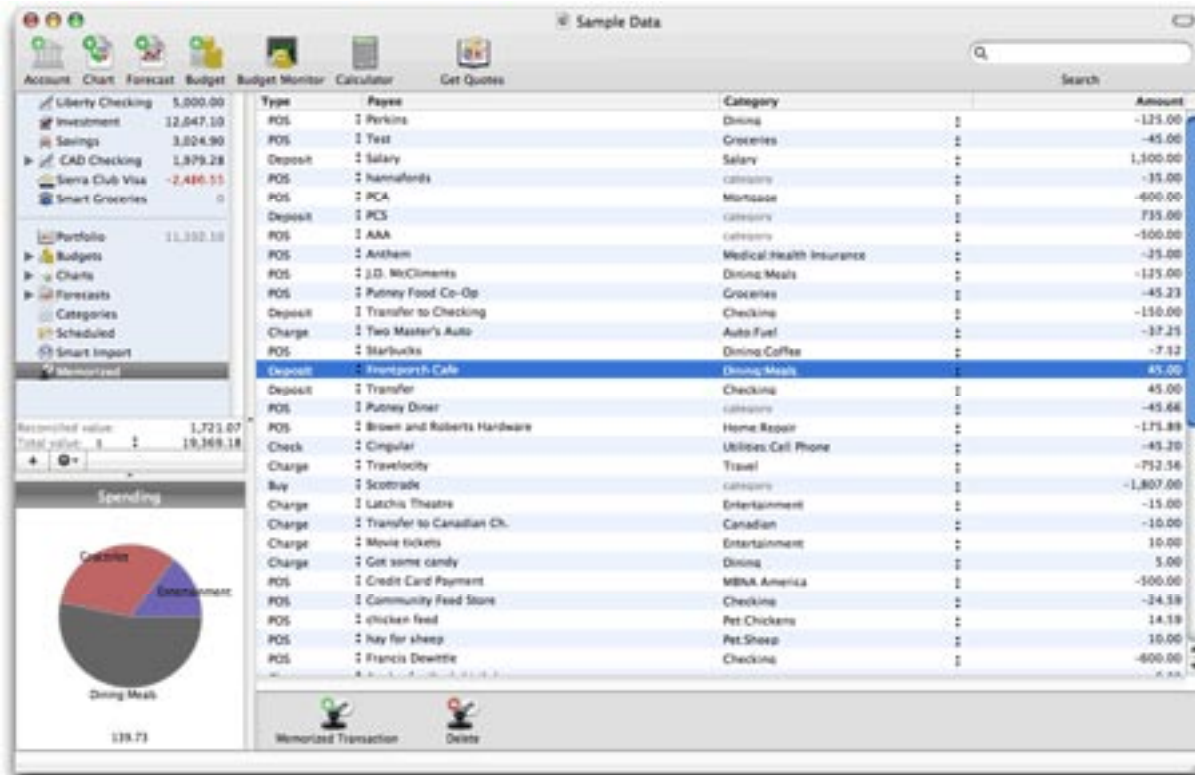 Sample Data
Account Chart Forecast Budget Budget Monitor Calculator Get Quotes Search
Liberty Checking 5,000.00
Investment 12,047.10
Savings 3,024.90
CAD Checking 1,979.28
Sierra Club Visa -2,486.55
Smart Groceries 0
Portfolio
Budgets
Charts
Forecasts
Categories
Scheduled
Smart Import
Memorized
Reconciled value: 1,721.07
Total value: 19,369.18
Spending
Groceries
Entertainment
Dining Meals
139.73
Type Payee Category Amount
POS Perkins Dining -125.00
POS Test Groceries -45.00
Deposit Salary Salary 1,500.00
POS hannafords category -35.00
POS PCA Mortgage -600.00
Deposit PCS category 735.00
POS AAA category -500.00
POS Anthem Medical:Health Insurance -25.00
POS J.D. McCliments Dining:Meals -125.00
POS Putney Food Co-Op Groceries -45.23
Deposit Transfer to Checking Checking -150.00
Charge Two Master's Auto Auto:Fuel -37.25
POS Starbucks Dining:Coffee -7.52
Deposit Frontporch Cafe Dining:Meals 45.00
Deposit Transfer Checking 45.00
POS Putney Diner category -45.66
POS Brown and Roberts Hardware Home:Repair -175.89
Check Cingular Utilities:Cell Phone -45.20
Charge Travelocity Travel -752.56
Buy Scottrade category -1,807.00
Charge Latchis Theatre Entertainment -15.00
Charge Transfer to Canadian Ch. Canadian -10.00
Charge Movie tickets Entertainment 10.00
Charge Got some candy Dining 5.00
POS Credit Card Payment MBNA America -500.00
POS Community Feed Store Checking -24.59
POS chicken feed Pet:Chickens 14.59
POS hay for sheep Pet:Sheep 10.00
POS Francis Dewittle Checking -600.00
Memorized Transaction Delete